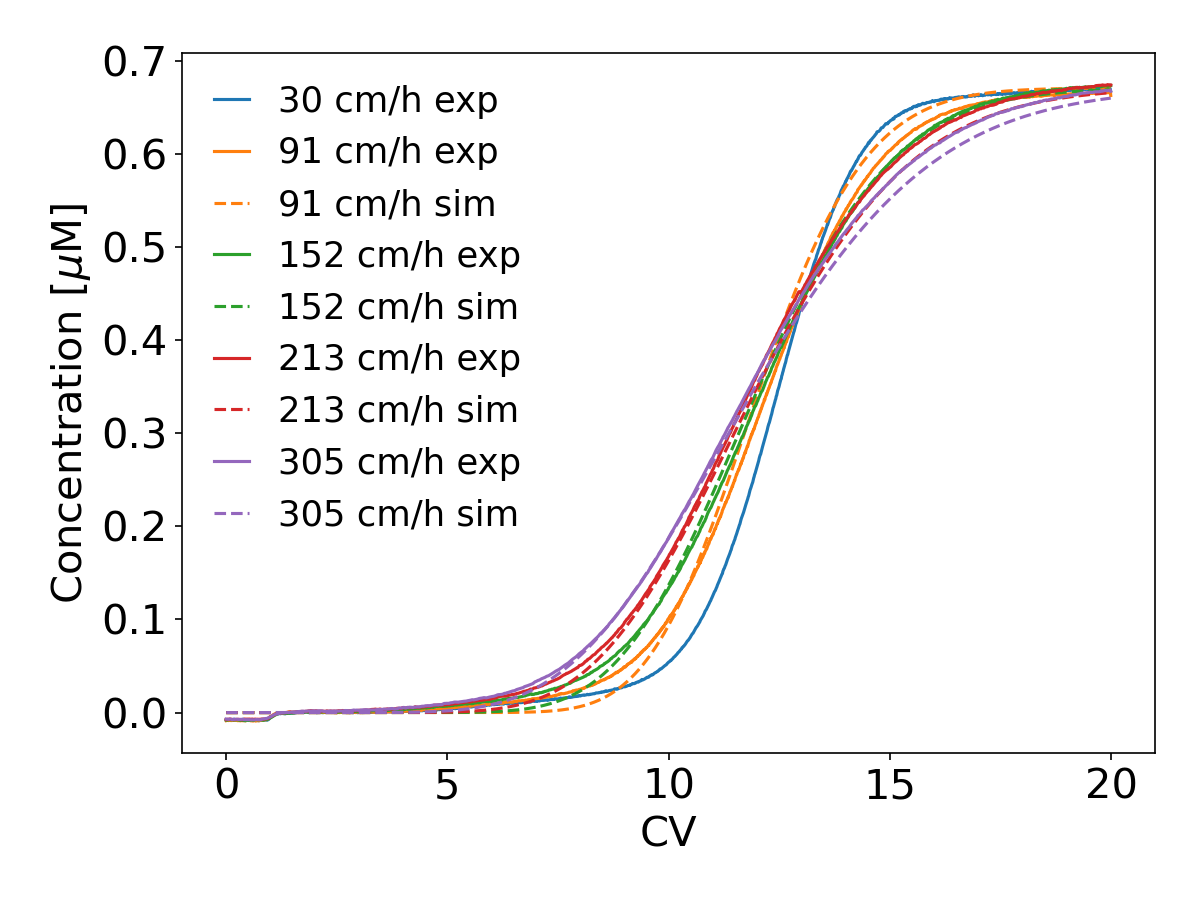 0.7
0.6
0.5
0.4
0.3
0.2
0.1
0.0
Concentration [μM]
30 cm/h exp
91 cm/h exp
91 cm/h sim
152 cm/h exp
152 cm/h sim
213 cm/h exp
213 cm/h sim
305 cm/h exp
305 cm/h sim
0 5 10 15 20
CV